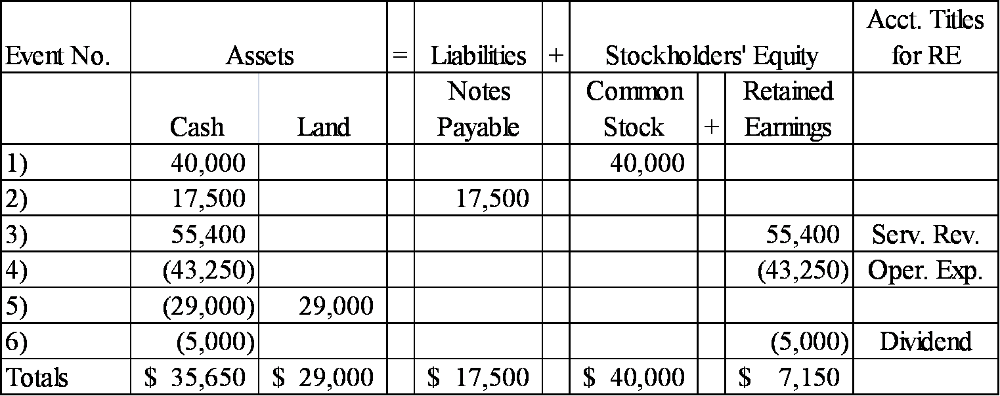 Acct. Titles
Event No. Assets = Liabilities + Stockholders' Equity for RE
Notes Common Retained
Cash Land Payable Stock + Earnings
1) 40,000 40,000
2) 17,500 17,500
3) 55,400 55,400 Serv. Rev.
4) (43,250) (43,250) Oper. Exp.
5) (29,000) 29,000
6) (5,000) (5,000) Dividend
Totals $ 35,650 $ 29,000 $ 17,500 $ 40,000 $ 7,150